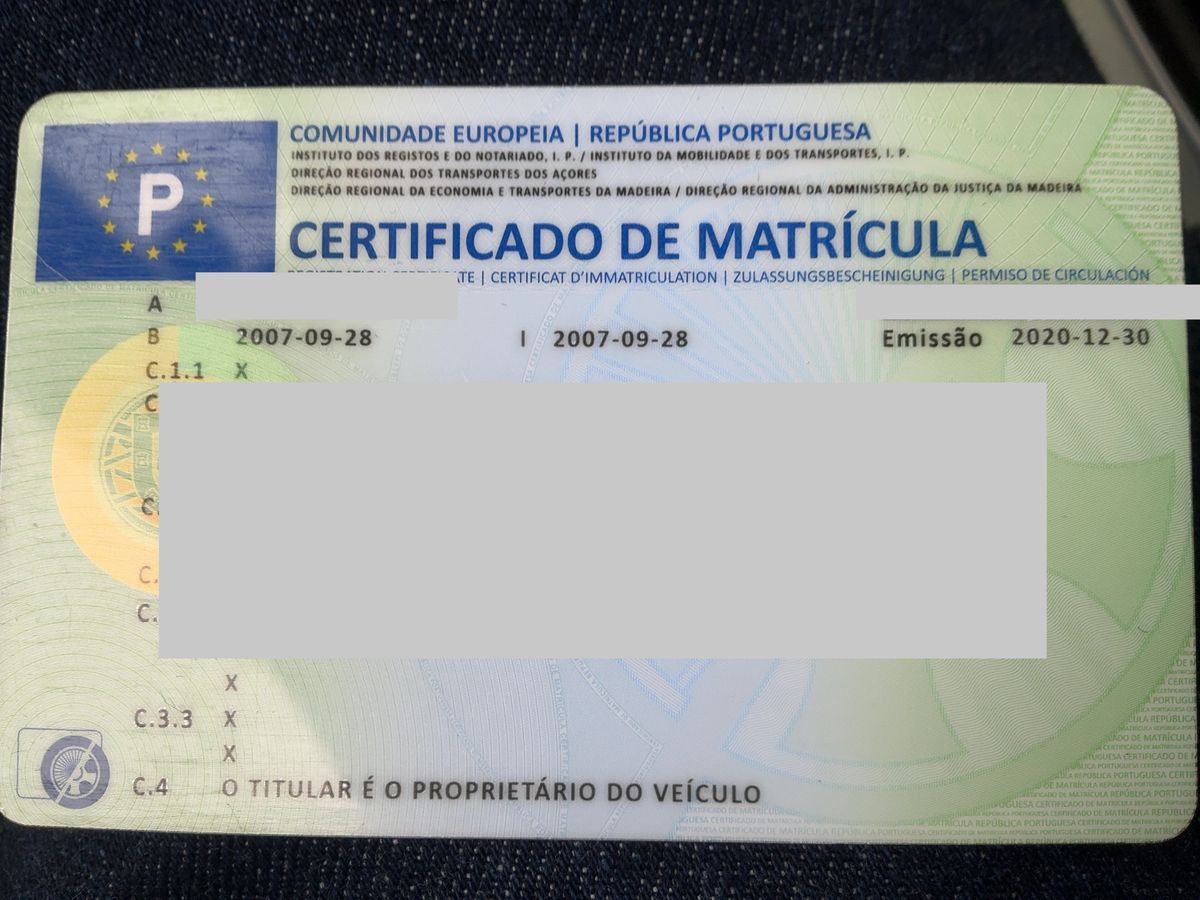 P
COMUNIDADE EUROPEIA | REPÚBLICA PORTUGUESA
INSTITUTO DOS REGISTOS E DO NOTARIADO, I. P. / INSTITUTO DA MOBILIDADE E DOS TRANSPORTES, I. P.
DIREÇÃO REGIONAL DOS TRANSPORTES DOS AÇORES
DIREÇÃO REGIONAL DA ECONOMIA E TRANSPORTES DA MADEIRA / DIREÇÃO REGIONAL DA ADMINISTRAÇÃO DA JUSTIÇA DA MADEIRA
CERTIFICADO DE MATRÍCULA
| CERTIFICAT D'IMMATRICULATION | ZULASSUNGSBESCHEINIGUNG | PERMISO DE CIRCULACIÓN
A
B 2007-09-28 I 2007-09-28 Emissão 2020-12-30
C.1.1 X
C
C.
C.
C.
X
C.3.3 X
X
C.4 O TITULAR É O PROPRIETÁRIO DO VEÍCULO